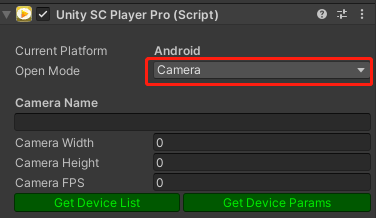 Unity SC Player Pro (Script)
Current Platform Android
Open Mode Camera
Camera Name
Camera Width 0
Camera Height 0
Camera FPS 0
Get Device List Get Device Params